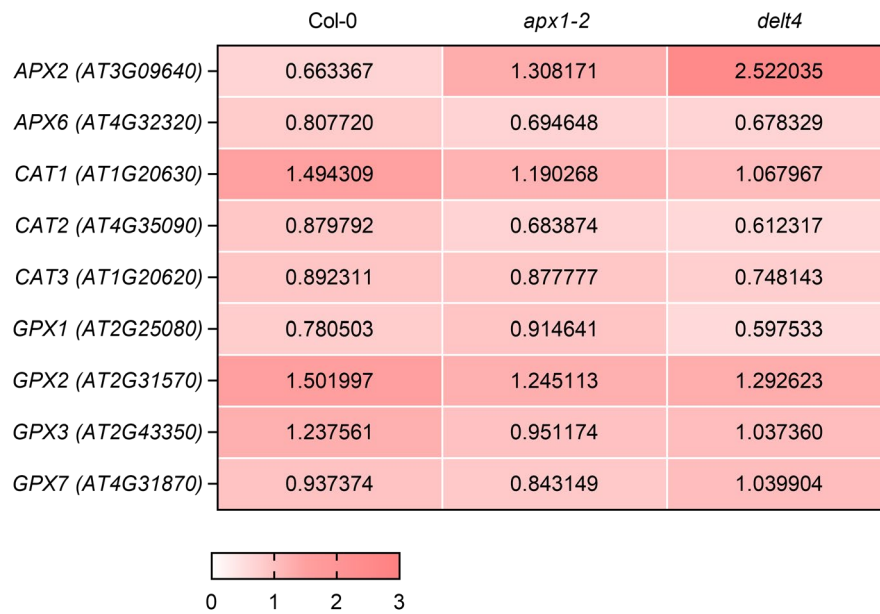 Col-0 apx1-2 delt4
APX2 (AT3G09640) 0.663367 1.308171 2.522035
APX6 (AT4G32320) 0.807720 0.694648 0.678329
CAT1 (AT1G20630) 1.494309 1.190268 1.067967
CAT2 (AT4G35090) 0.879792 0.683874 0.612317
CAT3 (AT1G20620) 0.892311 0.877777 0.748143
GPX1 (AT2G25080) 0.780503 0.914641 0.597533
GPX2 (AT2G31570) 1.501997 1.245113 1.292623
GPX3 (AT2G43350) 1.237561 0.951174 1.037360
GPX7 (AT4G31870) 0.937374 0.843149 1.039904
0 1 2 3